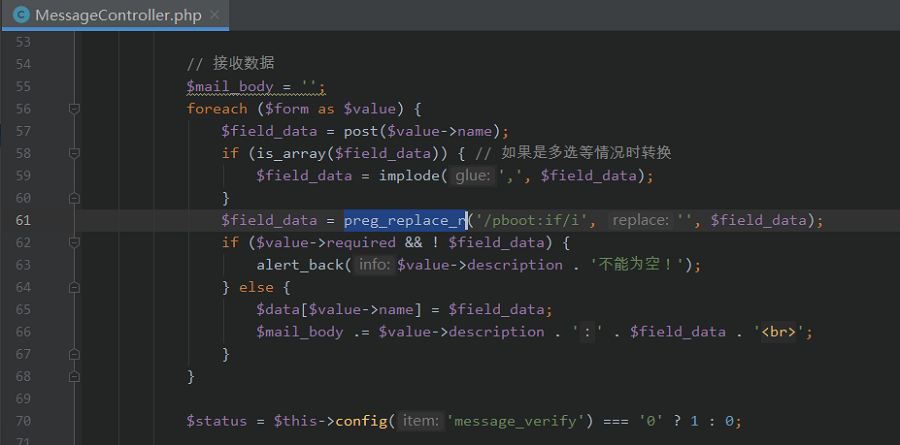 MessageController.php
53
54 // 接收数据
55 $mail_body = '';
56 foreach ($form as $value) {
57 $field_data = post($value->name);
58 if (is_array($field_data)) { // 如果是多选等情况时转换
59 $field_data = implode( glue: ',', $field_data);
60 }
61 $field_data = preg_replace_r('/pboot:if/i', replace: '', $field_data);
62 if ($value->required && ! $field_data) {
63 alert_back( info: $value->description . '不能为空！');
64 } else {
65 $data[$value->name] = $field_data;
66 $mail_body .= $value->description . '：' . $field_data . '<br>';
67 }
68 }
69
70 $status = $this->config( item: 'message_verify') === '0' ? 1 : 0;
71